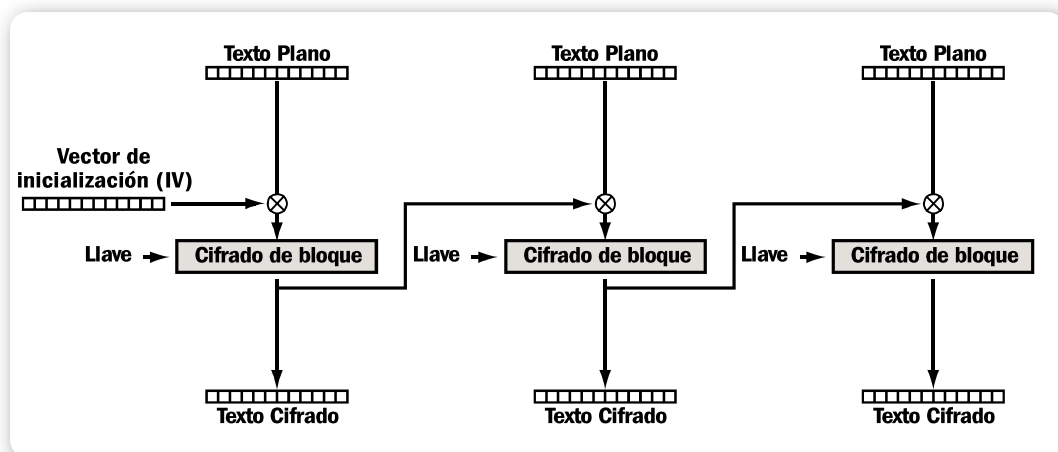 Texto Plano
Texto Plano
Texto Plano
Vector de
inicialización (IV)
Llave
Cifrado de bloque
Llave
Cifrado de bloque
Llave
Cifrado de bloque
Texto Cifrado
Texto Cifrado
Texto Cifrado